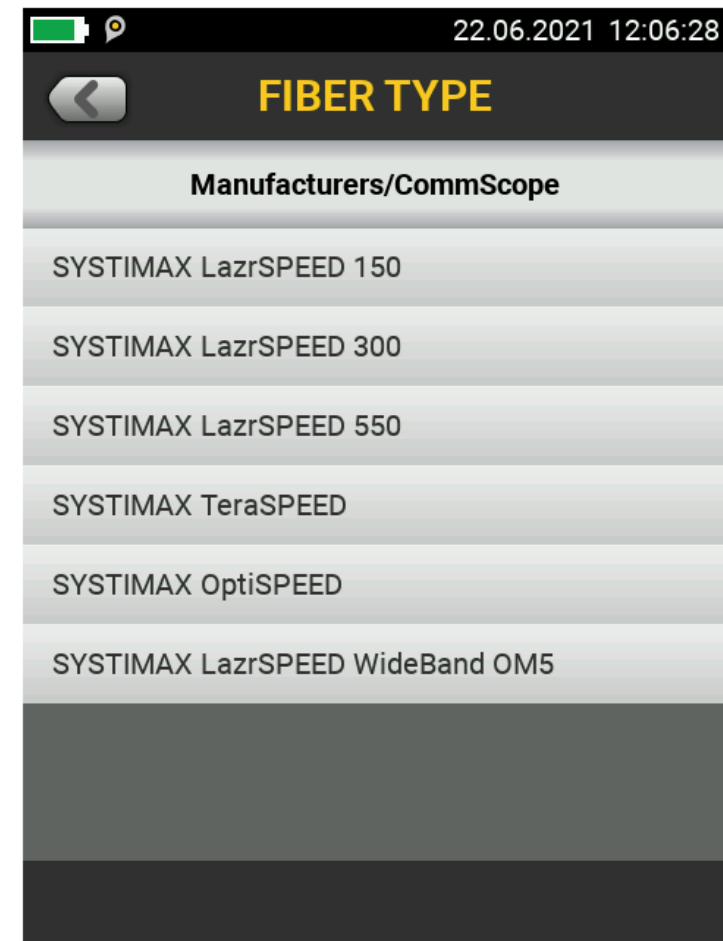 22.06.2021 12:06:28
FIBER TYPE
Manufacturers/CommScope
SYSTIMAX LazrSPEED 150
SYSTIMAX LazrSPEED 300
SYSTIMAX LazrSPEED 550
SYSTIMAX TeraSPEED
SYSTIMAX OptiSPEED
SYSTIMAX LazrSPEED WideBand OM5